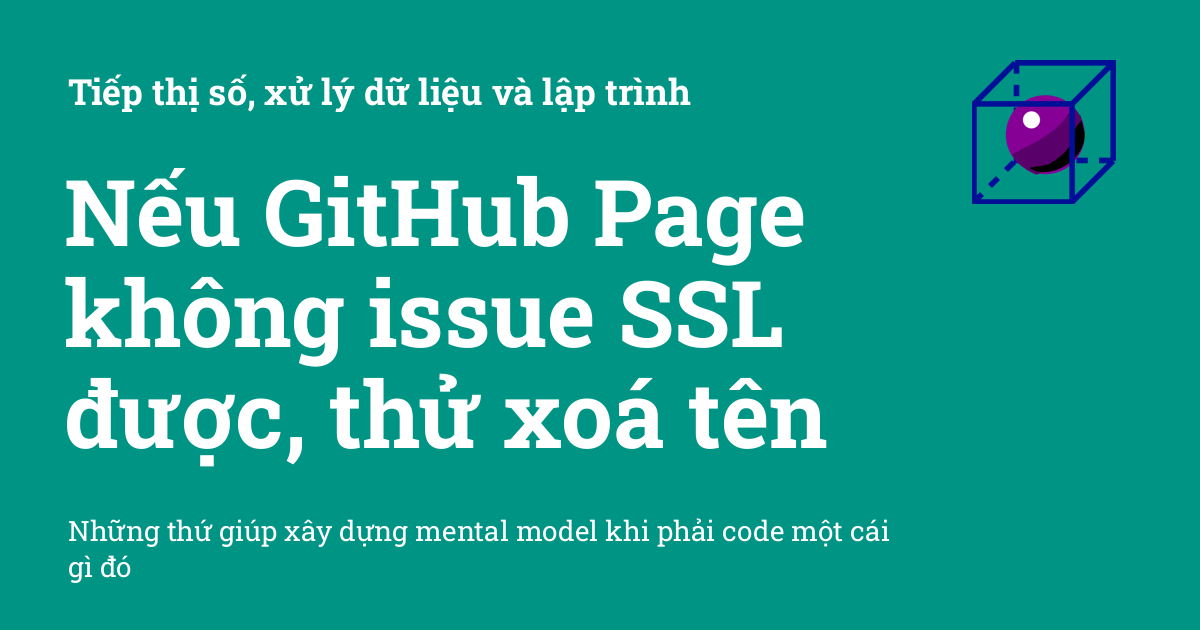 Tiếp thị số, xử lý dữ liệu và lập trình
Nếu GitHub Page
không issue SSL
được, thử xoá tên
Những thứ giúp xây dựng mental model khi phải code một cái
gì đó